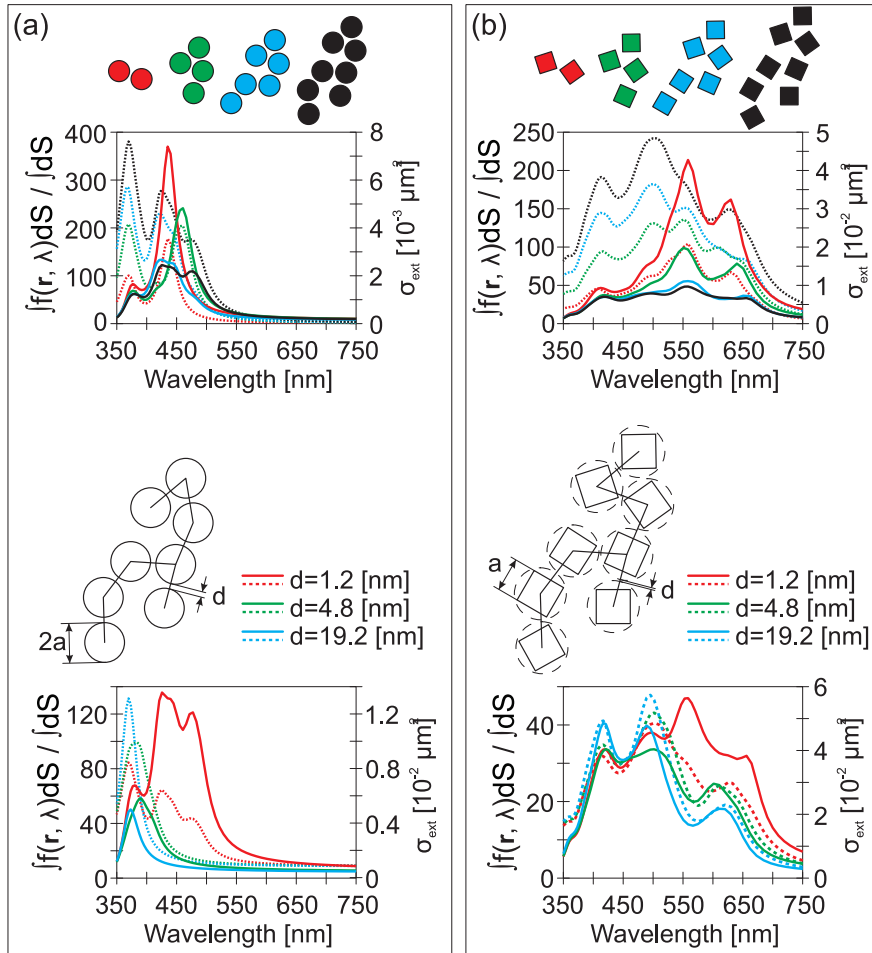 (a)
400
300
200
100
0
∫f(r, λ)dS / ∫dS
8
6
4
2
0
σext [10⁻³ μm²]
350 450 550 650 750
Wavelength [nm]
d
2a
d=1.2 [nm]
d=4.8 [nm]
d=19.2 [nm]
120
80
40
0
∫f(r, λ)dS / ∫dS
1.2
0.8
0.4
0
σext [10⁻² μm²]
350 450 550 650 750
Wavelength [nm]
(b)
250
200
150
100
50
0
∫f(r, λ)dS / ∫dS
5
4
3
2
1
0
σext [10⁻² μm²]
350 450 550 650 750
Wavelength [nm]
a
d
d=1.2 [nm]
d=4.8 [nm]
d=19.2 [nm]
40
30
20
10
0
∫f(r, λ)dS / ∫dS
6
4
2
0
σext [10⁻² μm²]
350 450 550 650 750
Wavelength [nm]